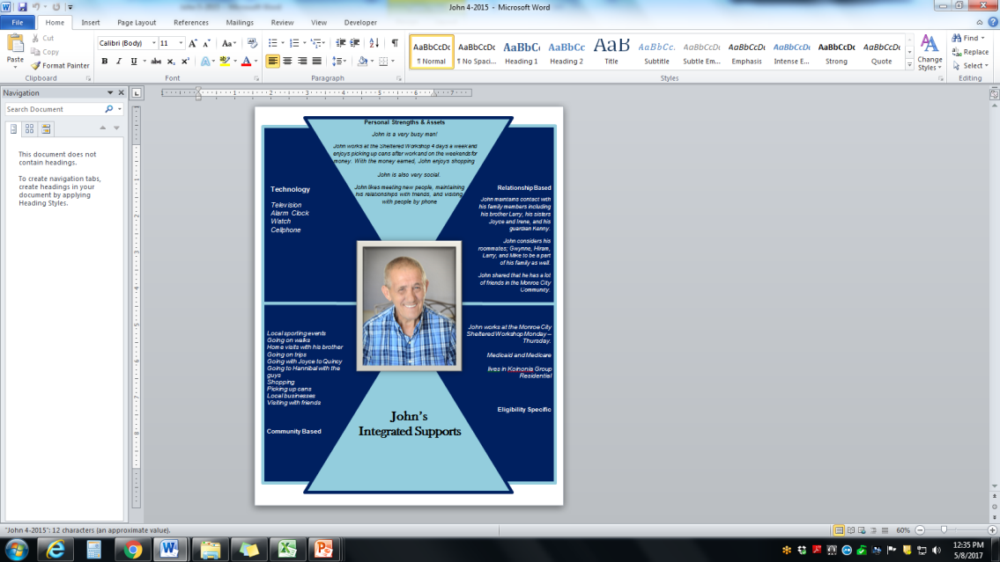 John 4-2015 - Microsoft Word
File Home Insert Page Layout References Mailings Review View Developer
Cut
Copy
Format Painter
Paste
Calibri (Body) 11
Find
Replace
Select
Change Styles
AaBbCcDc AaBbCcDc AaBbC AaBbCc AaB AaBbCc. AaBbCcDc AaBbCcDc AaBbCcDc AaBbCcDc AaBbCcDc
¶ Normal ¶ No Spaci... Heading 1 Heading 2 Title Subtitle Subtle Em... Emphasis Intense E... Strong Quote
Clipboard Font Paragraph Styles Editing
Navigation
Search Document
This document does not
contain headings.
To create navigation tabs,
create headings in your
document by applying
Heading Styles.
Personal Strengths & Assets
John is a very busy man!
John works at the Sheltered Workshop 4 days a week and
enjoys picking up cans after work and on the weekends for
money. With the money earned, John enjoys shopping
John is also very social.
John likes meeting new people, maintaining
his relationships with friends, and visiting
with people by phone
Technology
Television
Alarm Clock
Watch
Cellphone
Relationship Based
John maintains contact with
his family members including
his brother Larry, his sisters
Joyce and Irene, and his
guardian Kenny.
John considers his
roommates; Gwynne, Hiram,
Larry, and Mike to be a part
of his family as well.
John shared that he has a lot
of friends in the Monroe City
Community.
Local sporting events
Going on walks
Home visits with his brother
Going on trips
Going with Joyce to Quincy
Going to Hannibal with the
guys
Shopping
Picking up cans
Local businesses
Visiting with friends
Community Based
John works at the Monroe City
Sheltered Workshop Monday –
Thursday.
Medicaid and Medicare
lives in Koinonia Group
Residential
Eligibility Specific
John's
Integrated Supports
"John 4-2015": 12 characters (an approximate value).
60%
12:35 PM
5/8/2017